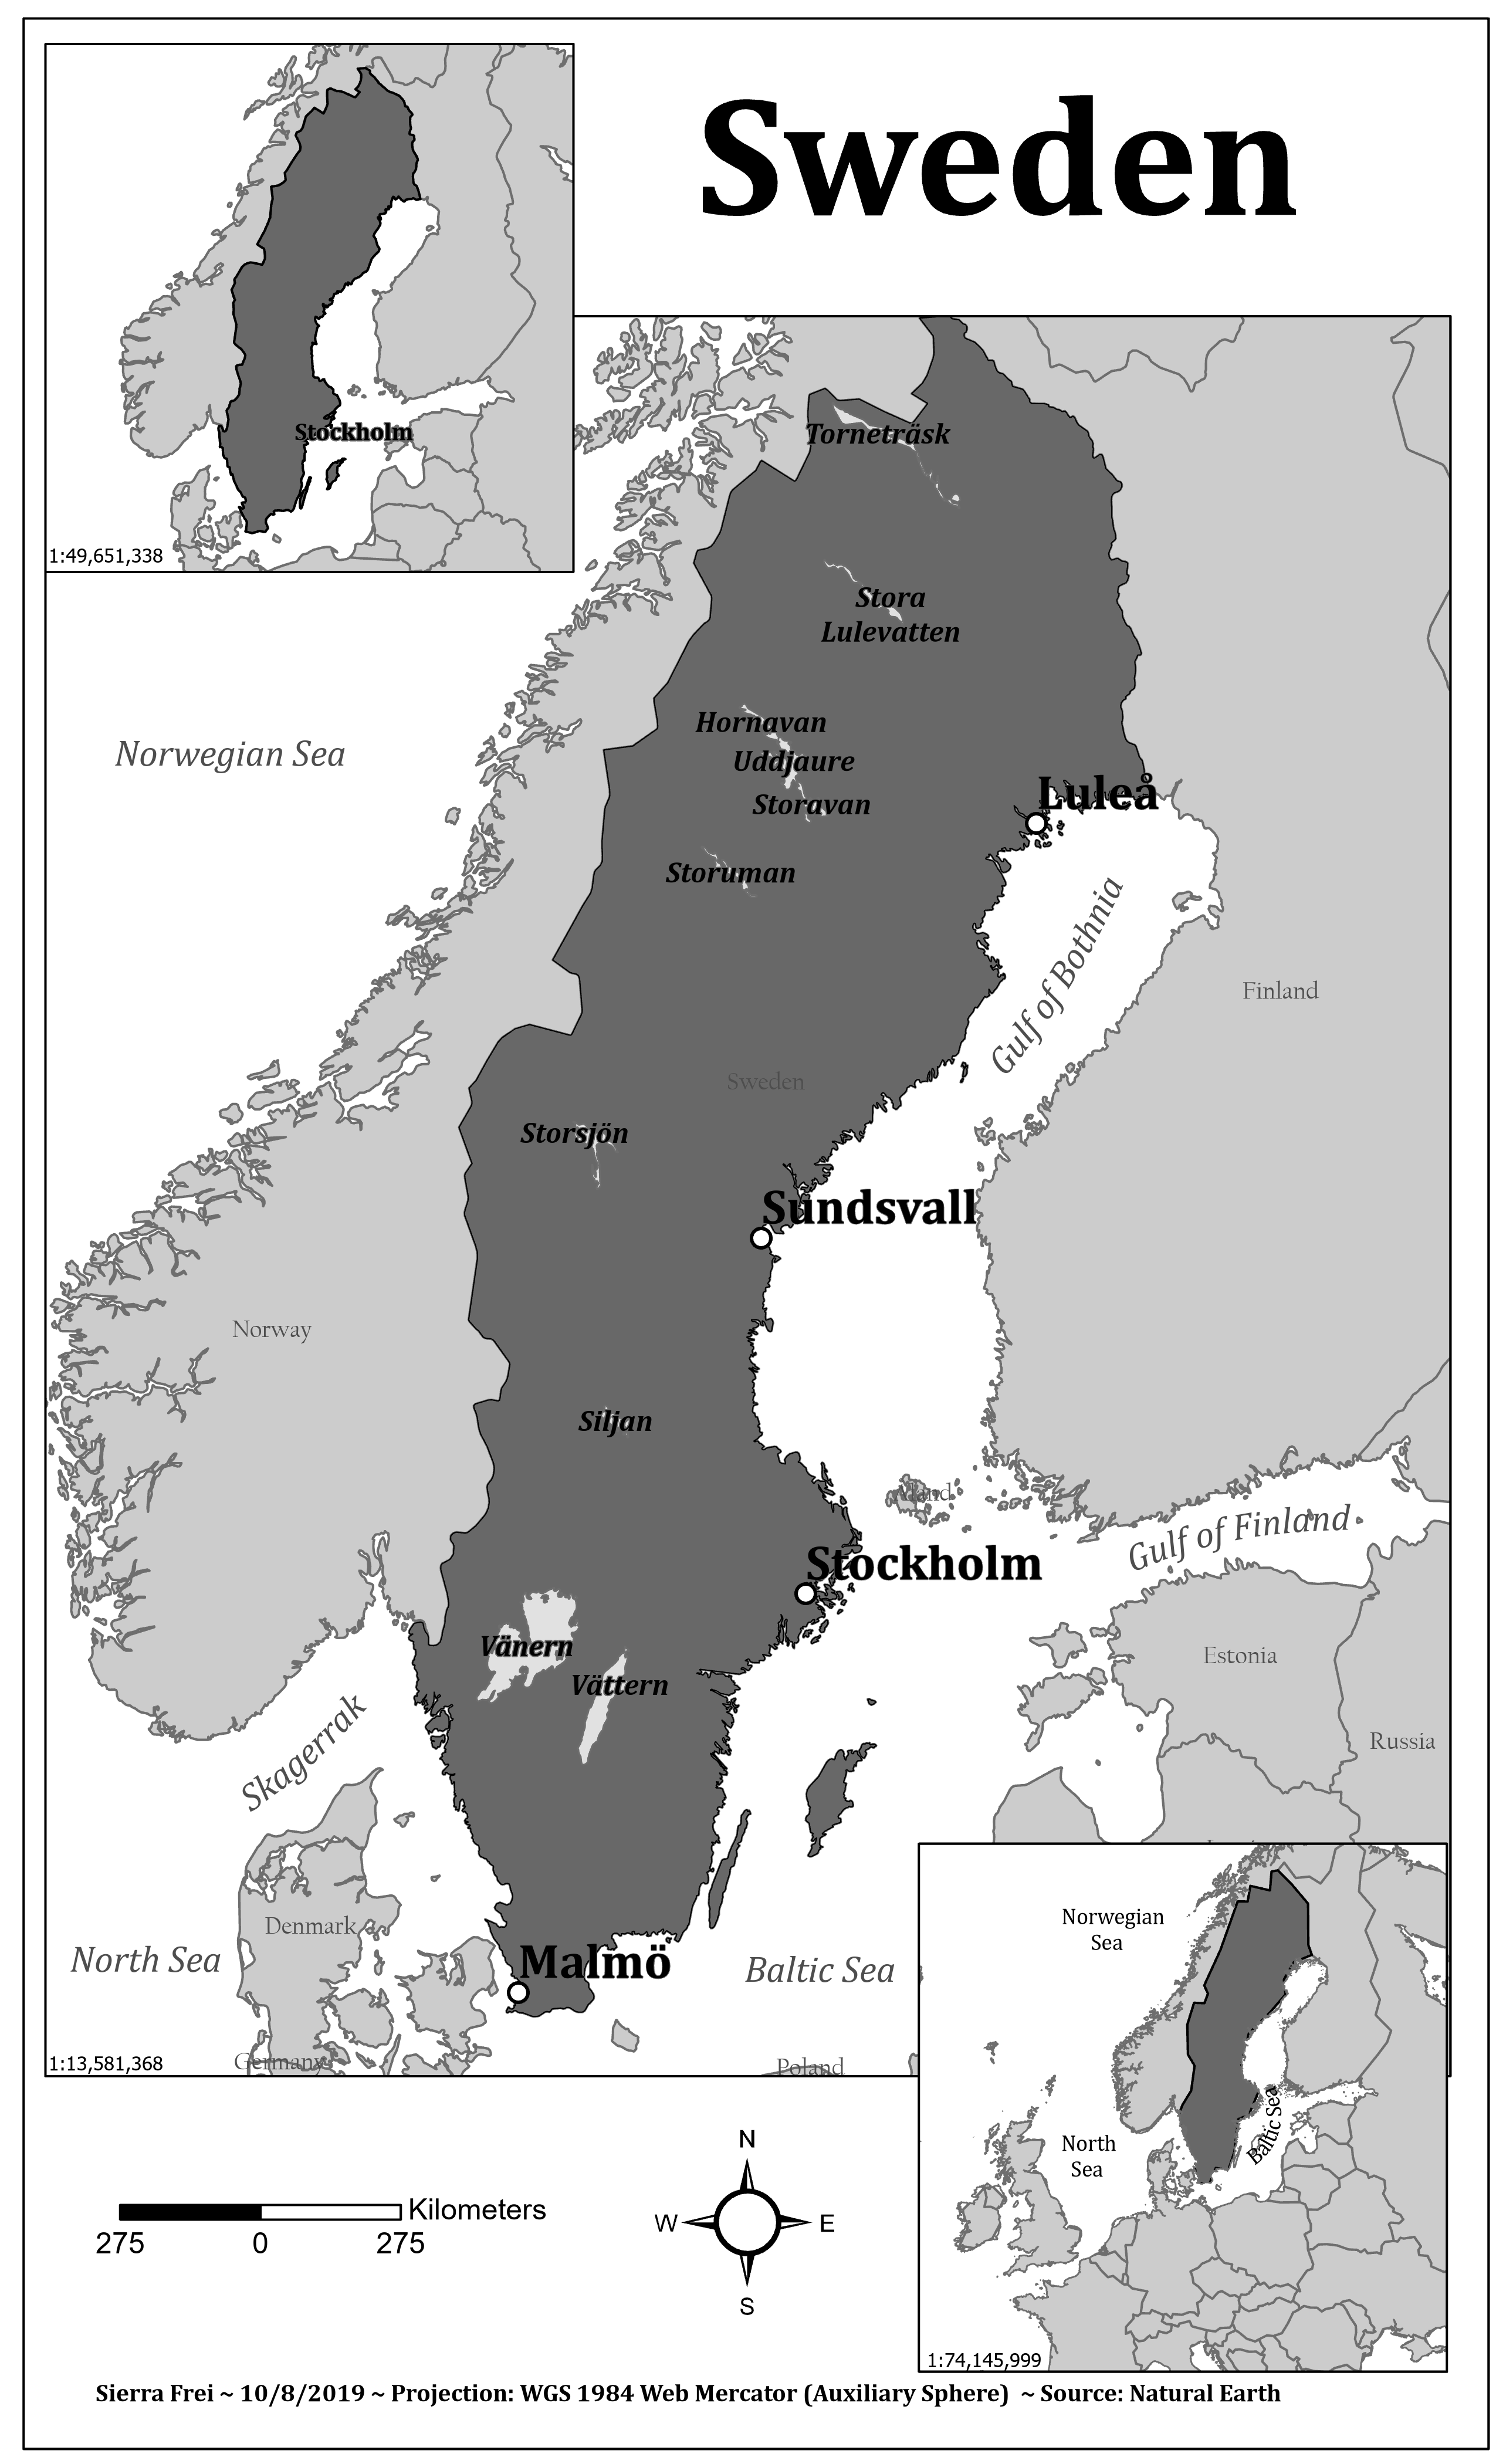 Sweden
Stockholm
1:49,651,338
Torneträsk
Stora
Lulevatten
Hornavan
Norwegian Sea
Uddjaure
Luleå
Storavan
Storuman
Gulf of Bothnia
Finland
Sweden
Storsjön
Sundsvall
Norway
Siljan
Åland
Gulf of Finland
Stockholm
Vänern
Estonia
Vättern
Skagerrak
Russia
Denmark
North Sea
Malmö
Baltic Sea
1:13,581,368
Germany
Poland
Norwegian
Sea
Baltic Sea
North
Sea
1:74,145,999
N
W
E
S
Kilometers
275 0 275
Sierra Frei ~ 10/8/2019 ~ Projection: WGS 1984 Web Mercator (Auxiliary Sphere) ~ Source: Natural Earth